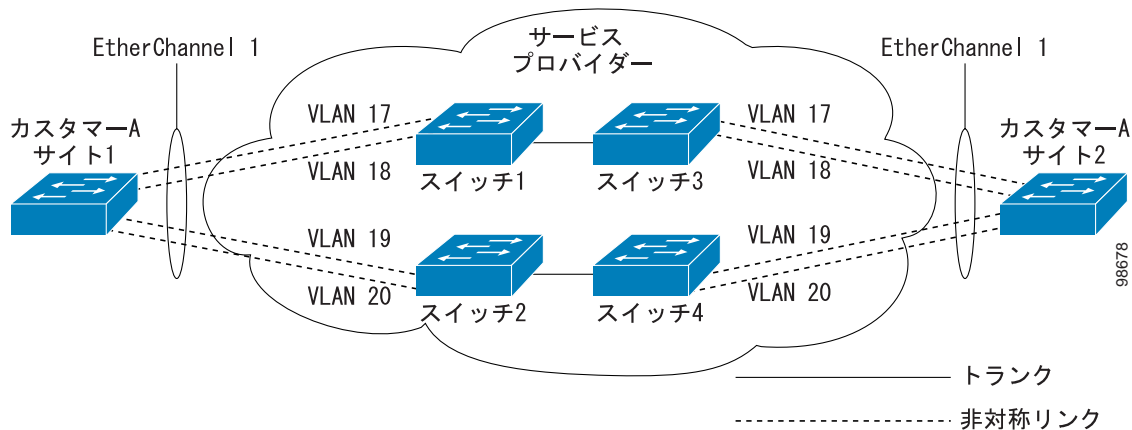 EtherChannel 1
サービス
プロバイダー
EtherChannel 1
カスタマーA
サイト1
VLAN 17
VLAN 18
スイッチ1
スイッチ3
VLAN 17
VLAN 18
カスタマーA
サイト2
VLAN 19
VLAN 20
スイッチ2
スイッチ4
VLAN 19
VLAN 20
98678
トランク
非対称リンク